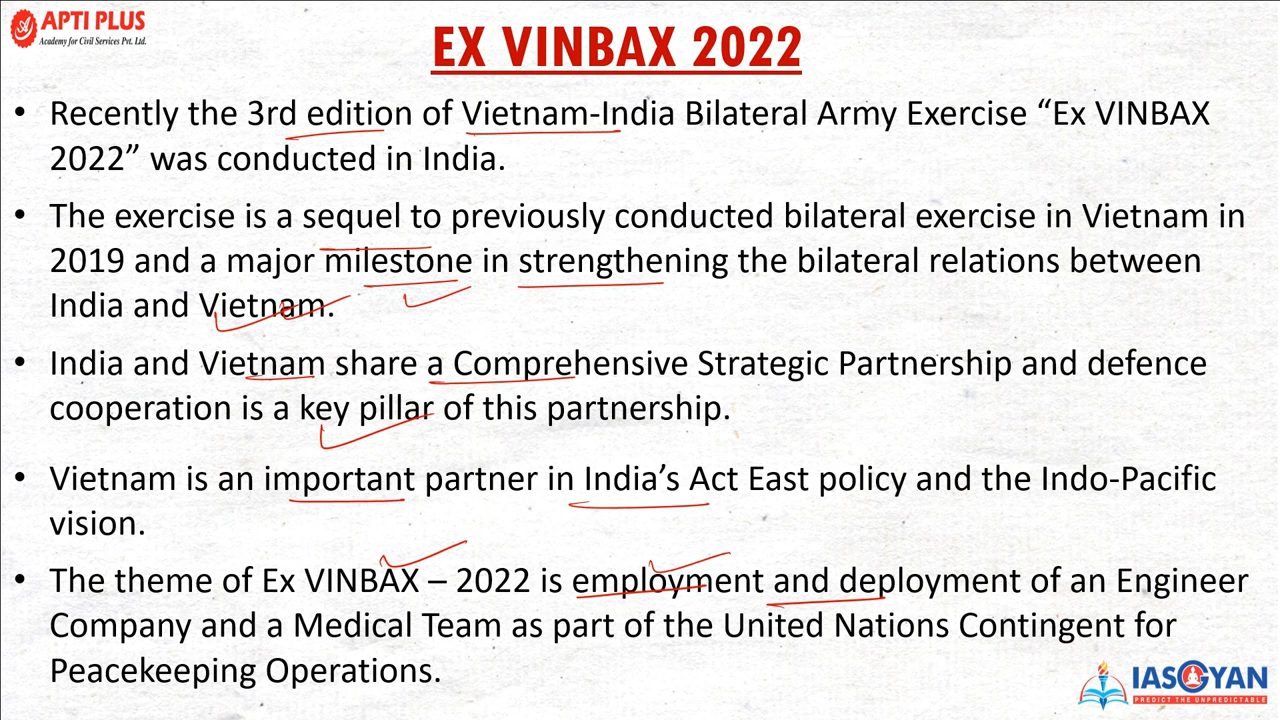 APTI PLUS
Academy for Civil Services Pvt. Ltd.
EX VINBAX 2022
• Recently the 3rd edition of Vietnam-India Bilateral Army Exercise “Ex VINBAX
2022” was conducted in India.
• The exercise is a sequel to previously conducted bilateral exercise in Vietnam in
2019 and a major milestone in strengthening the bilateral relations between
India and Vietnam.
• India and Vietnam share a Comprehensive Strategic Partnership and defence
cooperation is a key pillar of this partnership.
• Vietnam is an important partner in India’s Act East policy and the Indo-Pacific
vision.
• The theme of Ex VINBAX – 2022 is employment and deployment of an Engineer
Company and a Medical Team as part of the United Nations Contingent for
Peacekeeping Operations.
IASGYAN
PREDICT THE UNPREDICTABLE